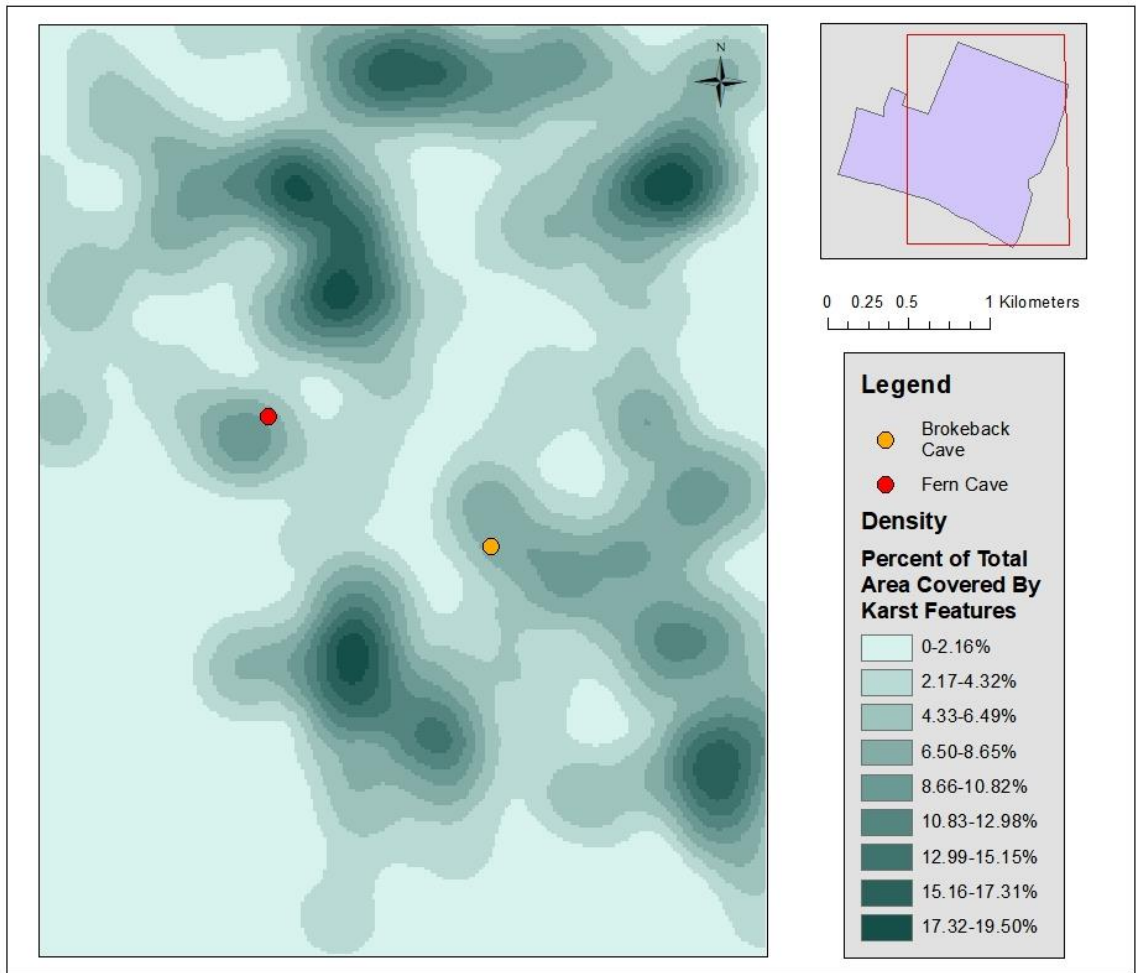 N
0 0.25 0.5 1 Kilometers
Legend
Brokeback
Cave
Fern Cave
Density
Percent of Total
Area Covered By
Karst Features
0-2.16%
2.17-4.32%
4.33-6.49%
6.50-8.65%
8.66-10.82%
10.83-12.98%
12.99-15.15%
15.16-17.31%
17.32-19.50%